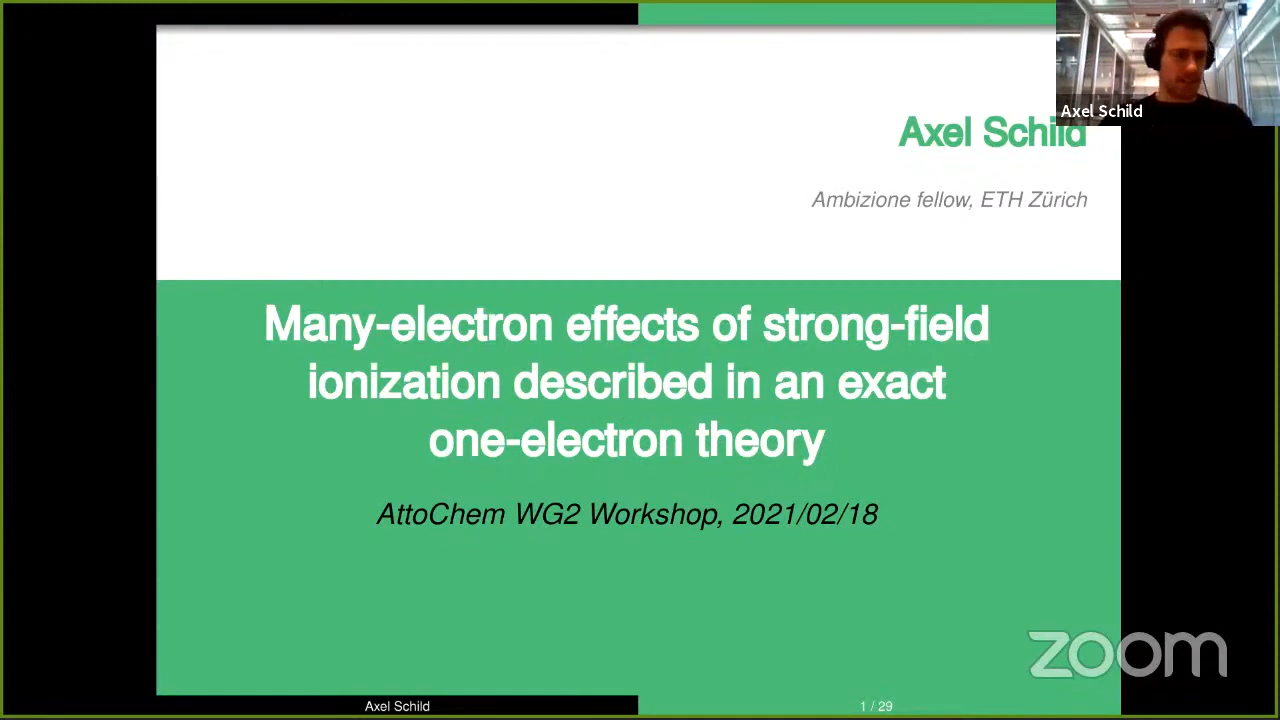 Axel Schild
Axel Schild
Ambizione fellow, ETH Zürich
Many-electron effects of strong-field
ionization described in an exact
one-electron theory
AttoChem WG2 Workshop, 2021/02/18
zoom
Axel Schild
1 / 29